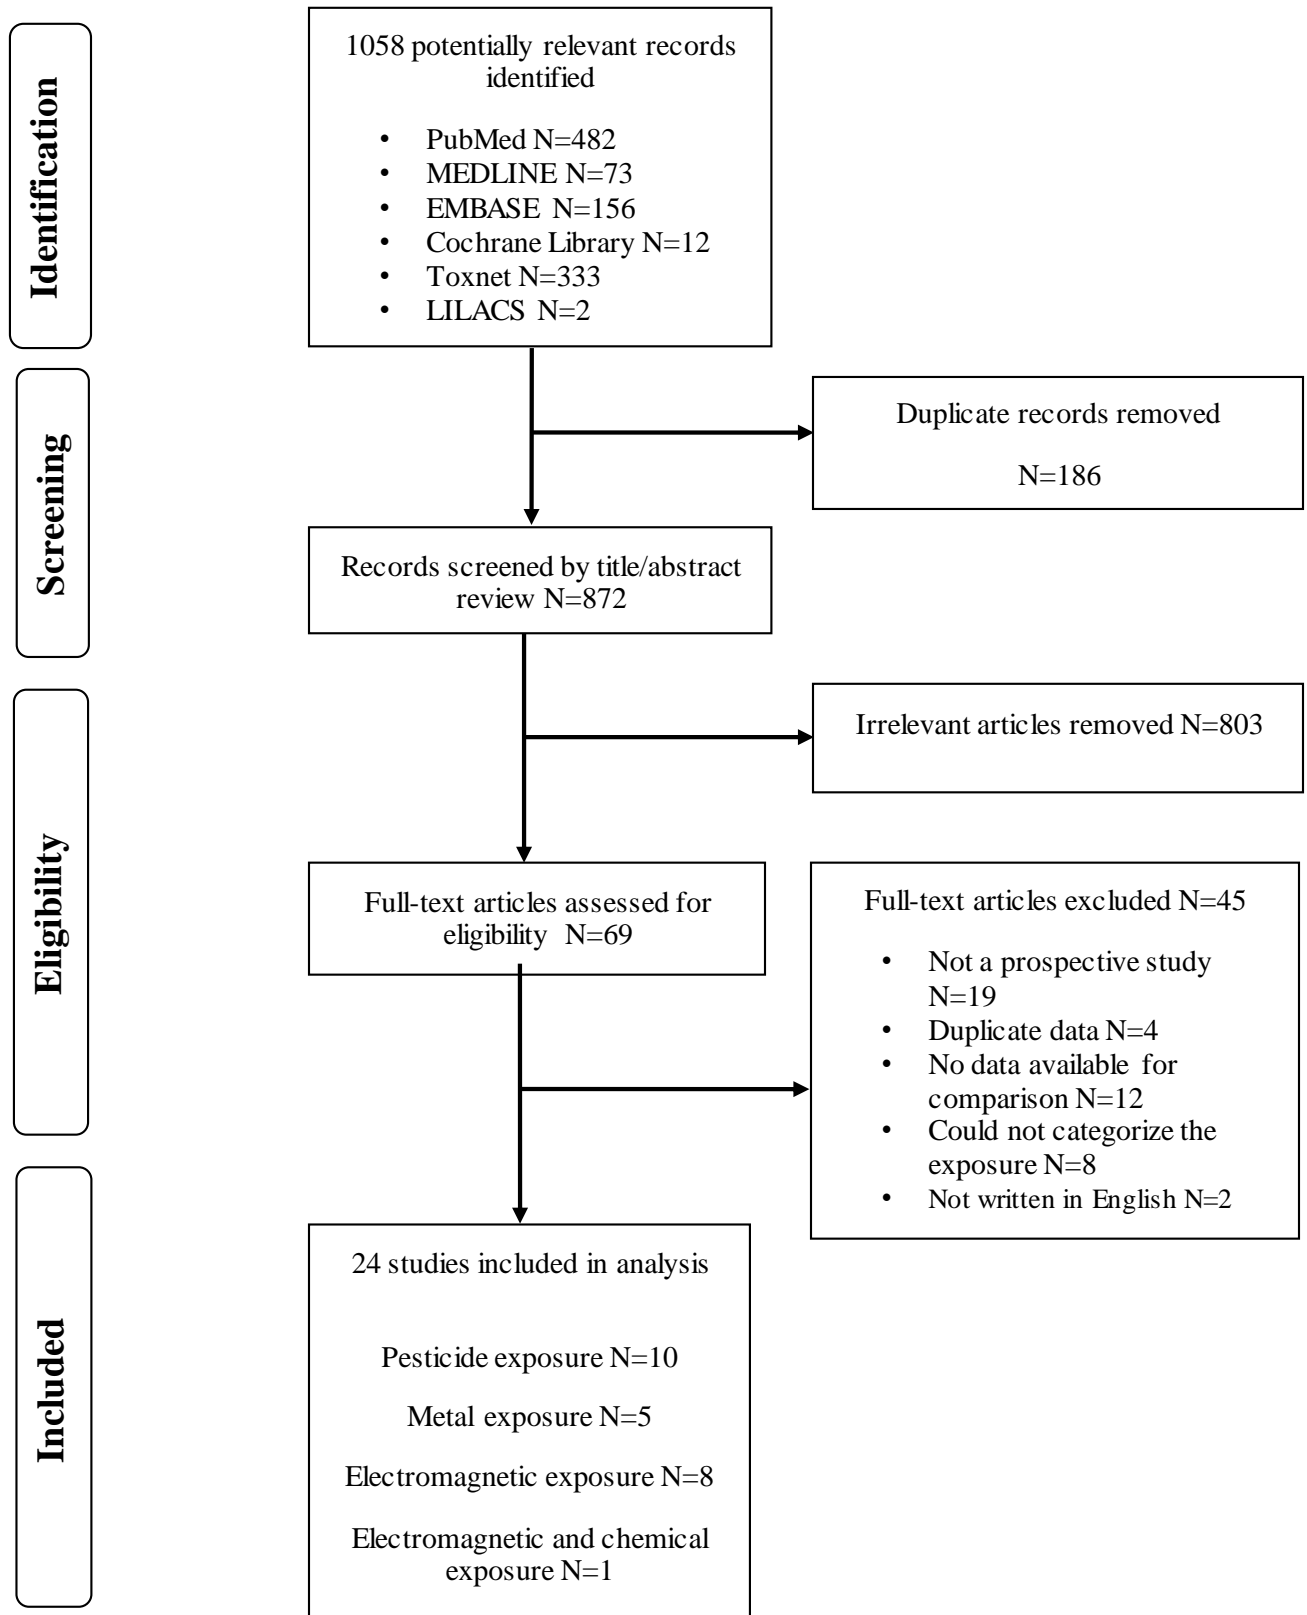 Identification
1058 potentially relevant records
identified
• PubMed N=482
• MEDLINE N=73
• EMBASE N=156
• Cochrane Library N=12
• Toxnet N=333
• LILACS N=2
Screening
Duplicate records removed
N=186
Records screened by title/abstract
review N=872
Eligibility
Irrelevant articles removed N=803
Full-text articles assessed for
eligibility N=69
Full-text articles excluded N=45
• Not a prospective study
N=19
• Duplicate data N=4
• No data available for
comparison N=12
• Could not categorize the
exposure N=8
• Not written in English N=2
Included
24 studies included in analysis
Pesticide exposure N=10
Metal exposure N=5
Electromagnetic exposure N=8
Electromagnetic and chemical
exposure N=1